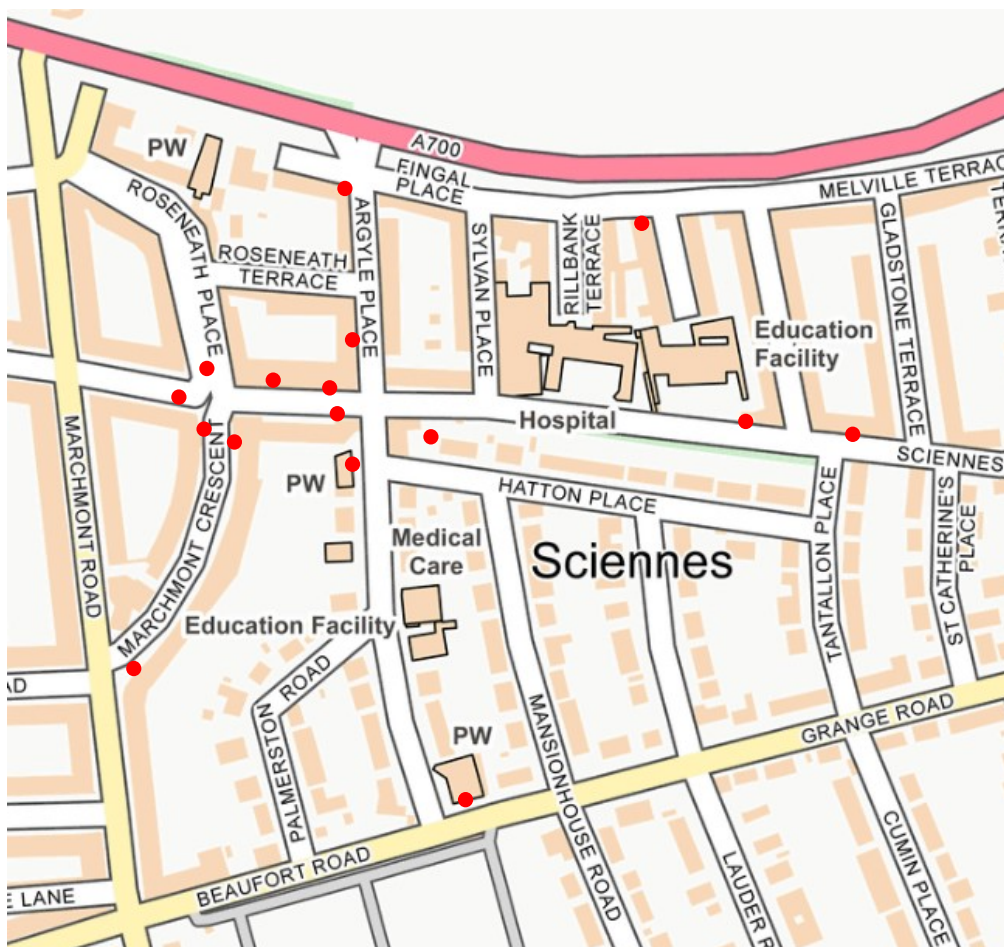 A700
PW
FINGAL
PLACE
MELVILLE TERRAC
ROSENEATH PLACE
ARGYLE PLACE
ROSENEATH
TERRACE
SYLVAN PLACE
RILLBANK
TERRACE
GLADSTONE TERRACE
Education
Facility
Hospital
MARCHMONT ROAD
MARCHMONT CRESCENT
PW
SCIENNES
HATTON PLACE
Medical
Care
Sciennes
TANTALLON PLACE
ST CATHERINE'S
PLACE
Education Facility
AD
PALMERSTON
ROAD
MANSIONHOUSE ROAD
GRANGE ROAD
PW
BEAUFORT ROAD
LAUDER R
CUMIN PLACE
E LANE